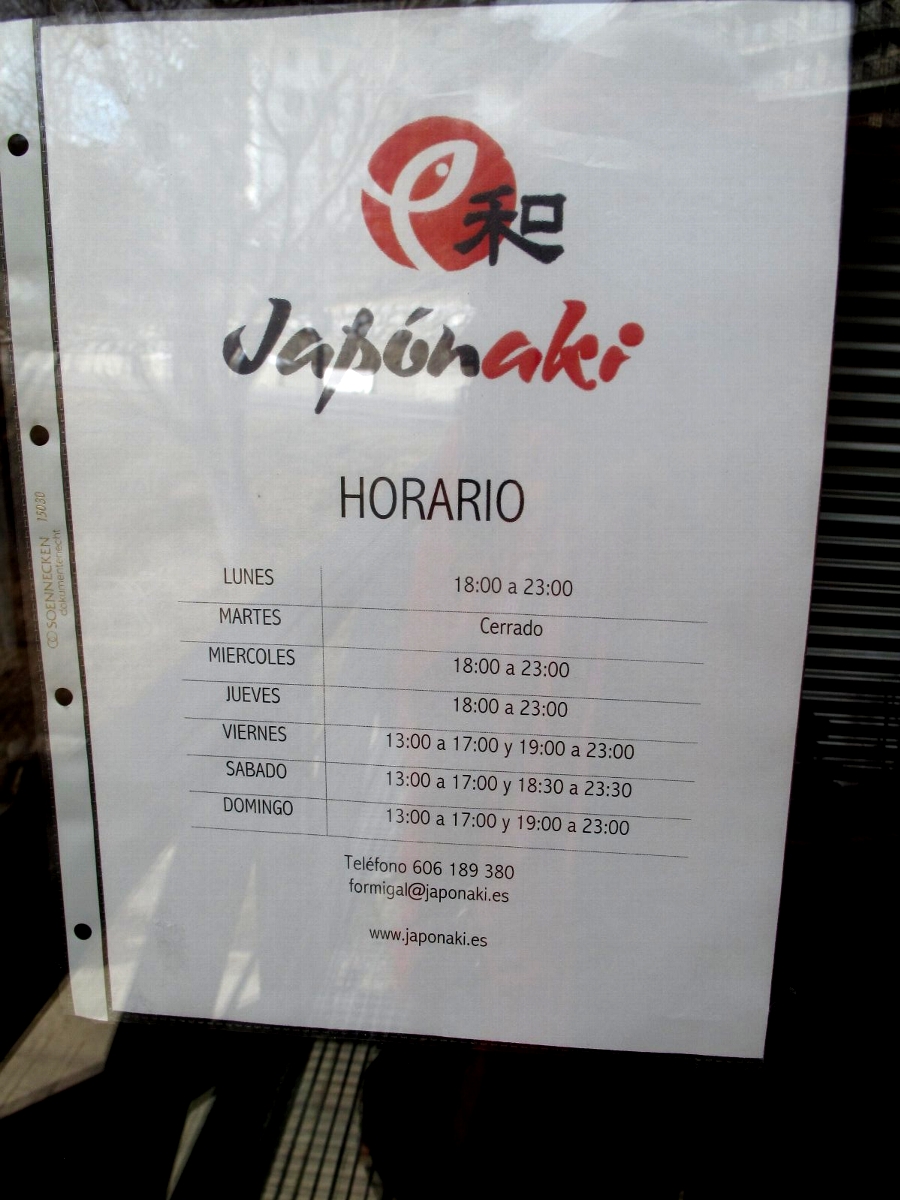 和
Japónaki
HORARIO
LUNES 18:00 a 23:00
MARTES Cerrado
MIERCOLES 18:00 a 23:00
JUEVES 18:00 a 23:00
VIERNES 13:00 a 17:00 y 19:00 a 23:00
SABADO 13:00 a 17:00 y 18:30 a 23:30
DOMINGO 13:00 a 17:00 y 19:00 a 23:00
Teléfono 606 189 380
formigal@japonaki.es
www.japonaki.es
SOENNECKEN 15030
dokumentenecht